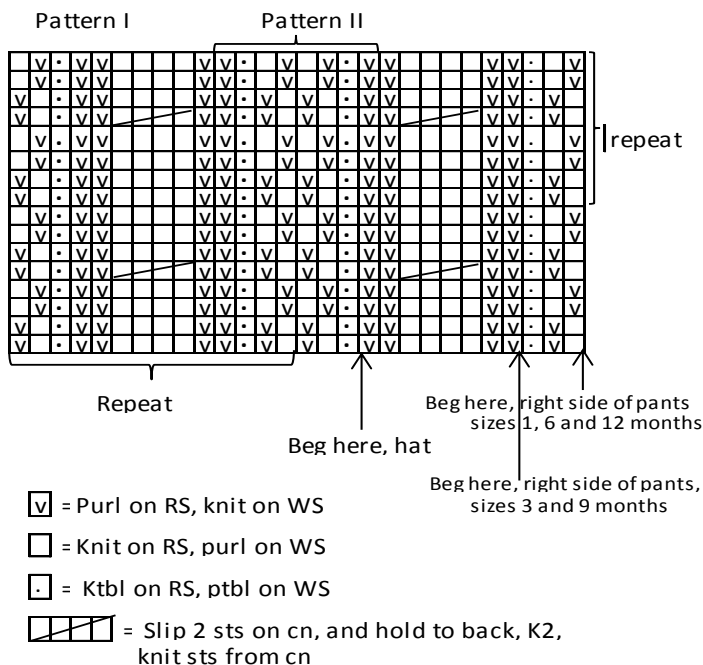 Pattern I Pattern II
repeat
Repeat
Beg here, hat
Beg here, right side of pants
sizes 1, 6 and 12 months
Beg here, right side of pants,
sizes 3 and 9 months
v = Purl on RS, knit on WS
= Knit on RS, purl on WS
· = Ktbl on RS, ptbl on WS
= Slip 2 sts on cn, and hold to back, K2,
knit sts from cn